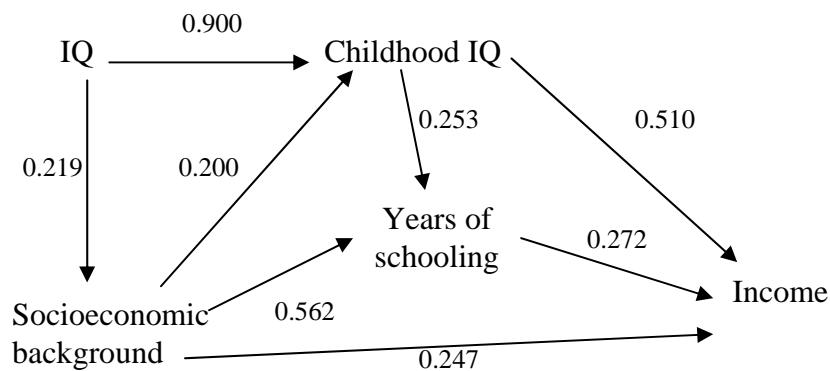 0.900
IQ
Childhood IQ
0.253
0.510
0.219
0.200
Years of
schooling
0.272
Income
Socioeconomic
background
0.562
0.247